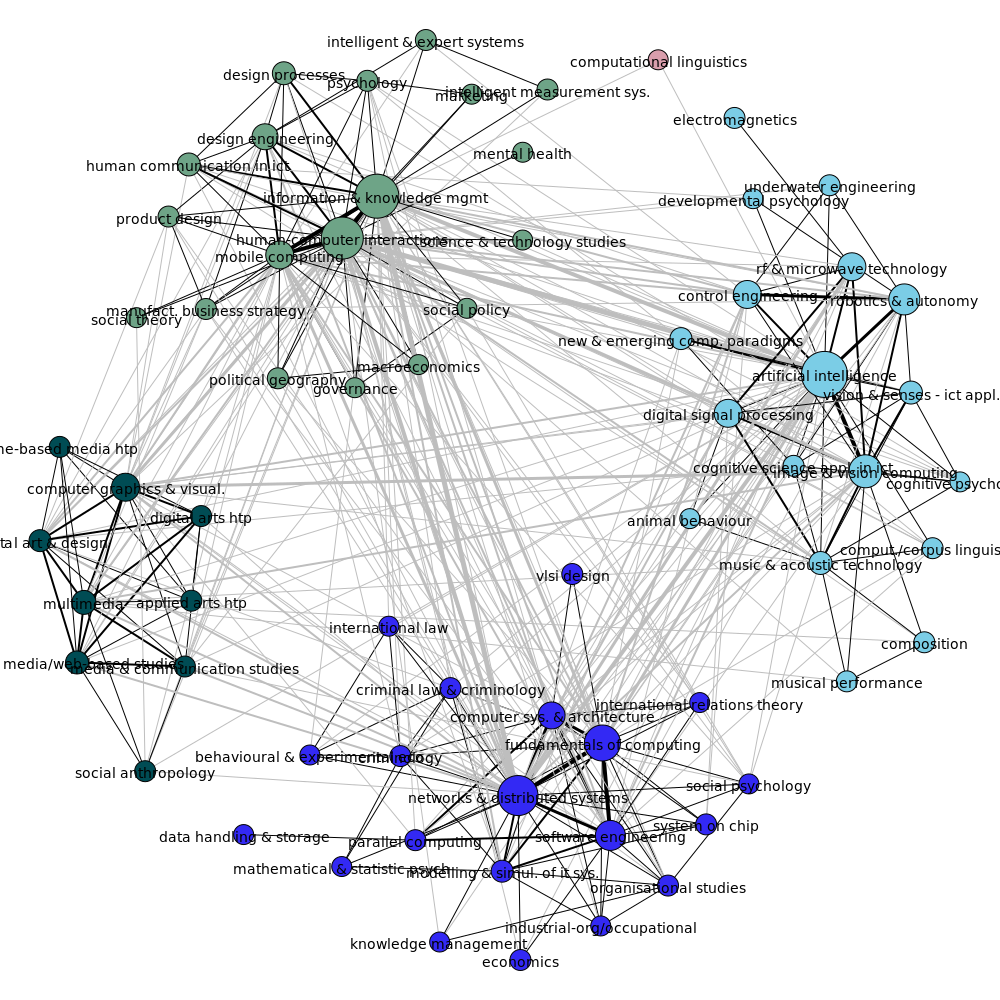 intelligent & expert systems
computational linguistics
design processes
psychology
marketing
intelligent measurement sys.
electromagnetics
design engineering
mental health
human communication in ict
underwater engineering
developmental psychology
information & knowledge mgmt
product design
human-computer interactions
science & technology studies
mobile computing
rf & microwave technology
control engineering
robotics & autonomy
manufact. business strategy
social theory
social policy
new & emerging comp. paradigms
macroeconomics
political geography
governance
artificial intelligence
vision & senses - ict appl.
digital signal processing
ne-based media htp
cognitive science appl. in ict
image & vision computing
cognitive psycho
computer graphics & visual.
digital arts htp
animal behaviour
tal art & design
comput./corpus linguis
music & acoustic technology
vlsi design
multimedia
applied arts htp
international law
composition
media/web-based studies
media & communication studies
musical performance
criminal law & criminology
international relations theory
computer sys. & architecture
fundamentals of computing
behavioural & experimental
criminology
social anthropology
social psychology
networks & distributed systems
system on chip
data handling & storage
parallel computing
software engineering
mathematical & statistic psych.
modelling & simul. of it sys.
organisational studies
industrial-org/occupational
knowledge management
economics